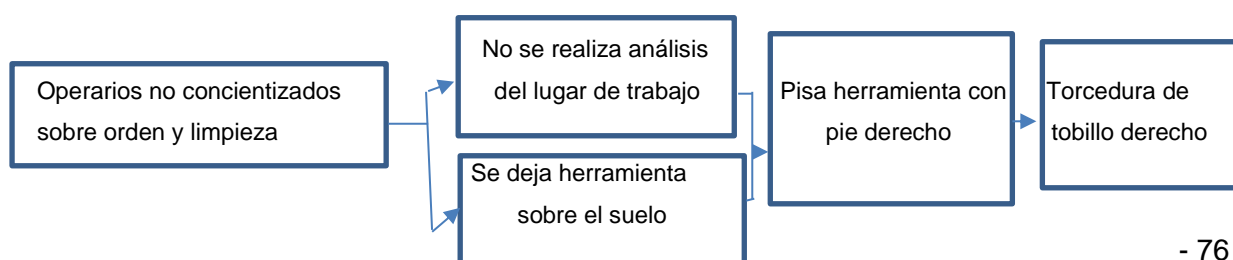 Operarios no concientizados
sobre orden y limpieza
No se realiza análisis
del lugar de trabajo
Se deja herramienta
sobre el suelo
Pisa herramienta con
pie derecho
Torcedura de
tobillo derecho
- 76